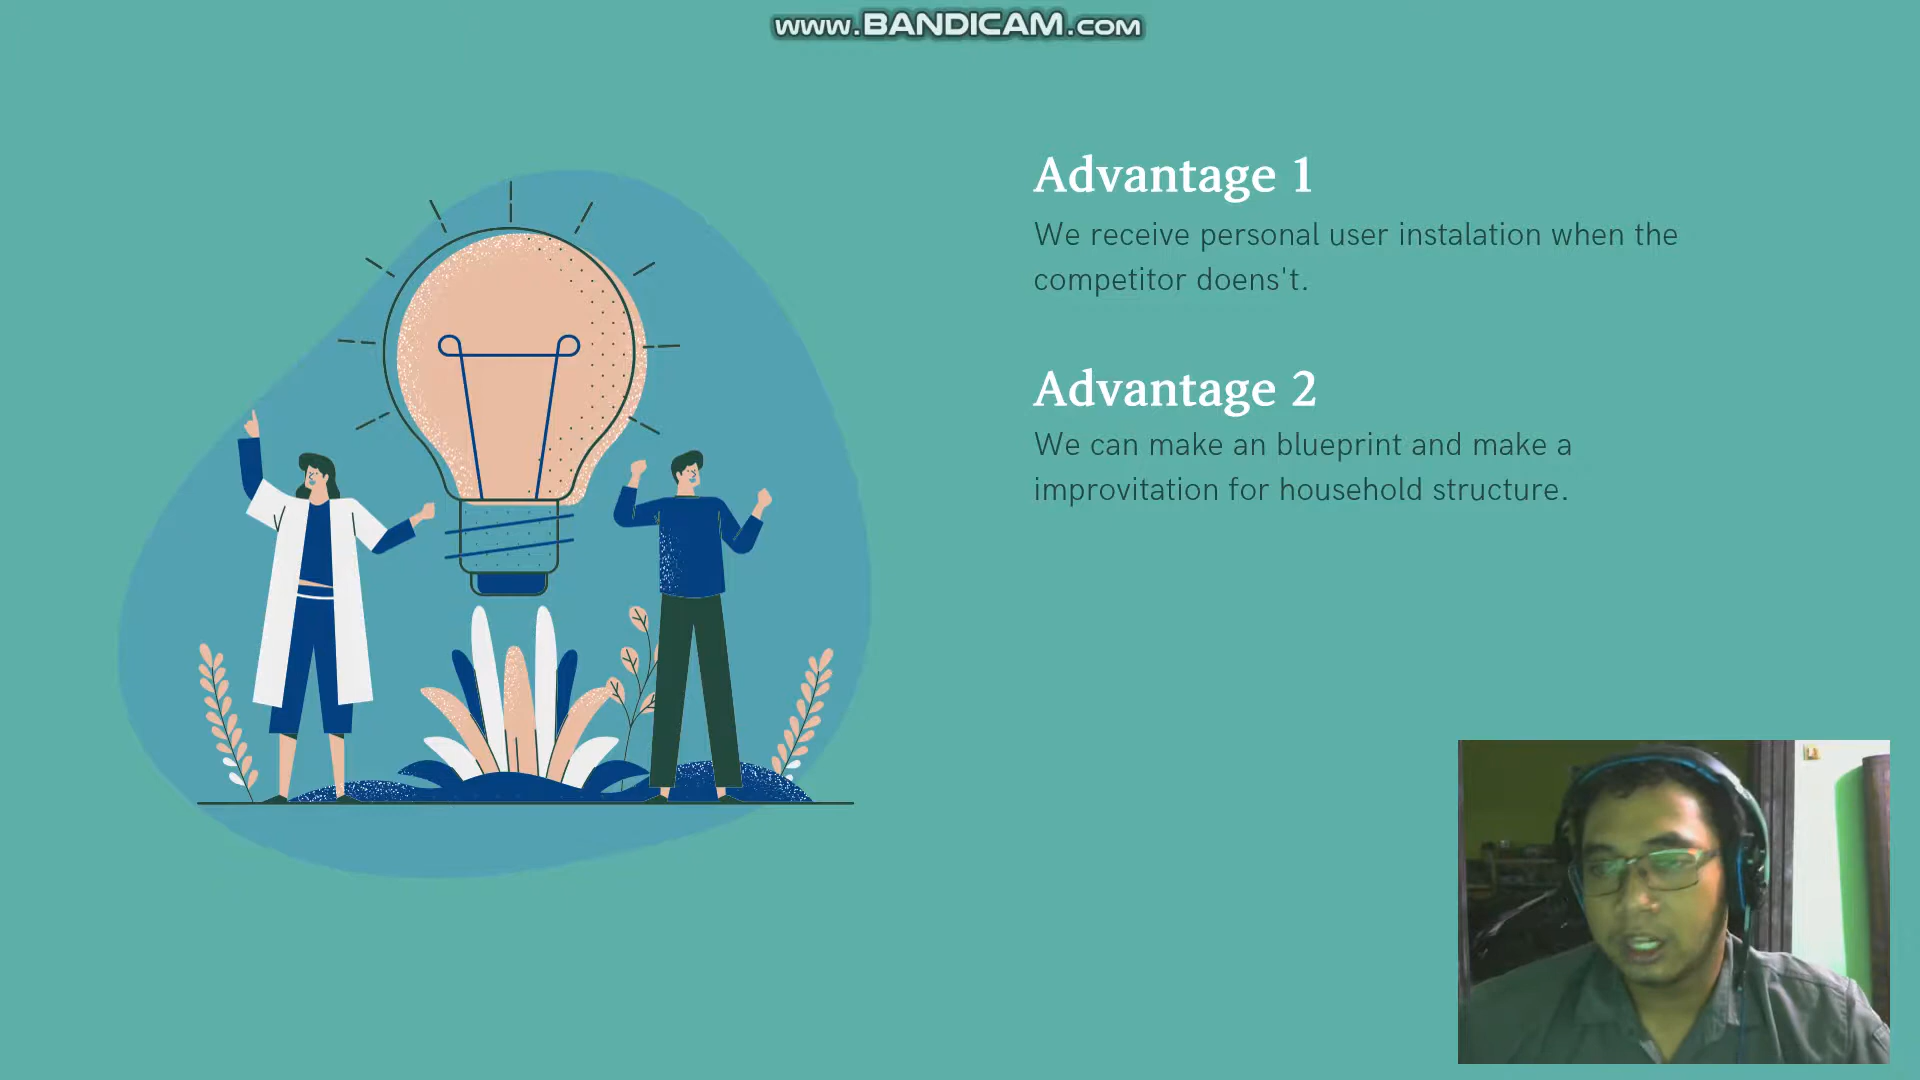 www.BANDICAM.com
Advantage 1
We receive personal user instalation when the
competitor doens't.
Advantage 2
We can make an blueprint and make a
improvitation for household structure.